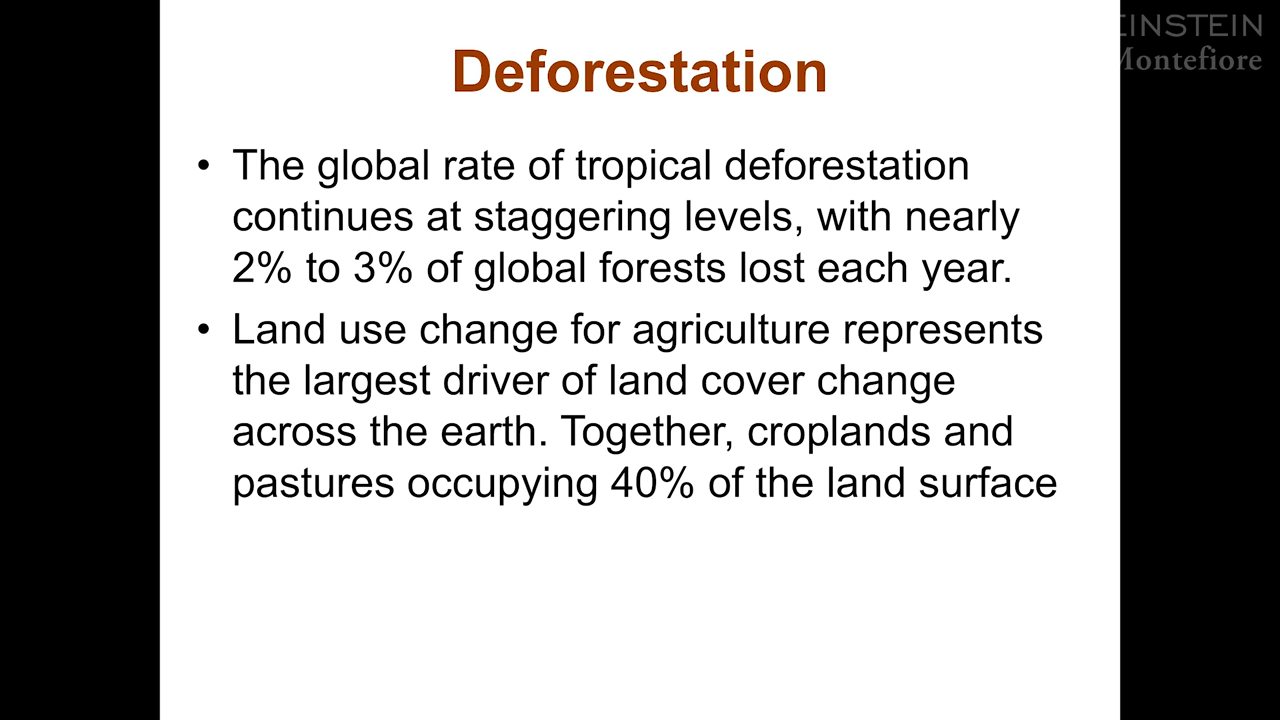 EINSTEIN
Montefiore
Deforestation
• The global rate of tropical deforestation
continues at staggering levels, with nearly
2% to 3% of global forests lost each year.
• Land use change for agriculture represents
the largest driver of land cover change
across the earth. Together, croplands and
pastures occupying 40% of the land surface